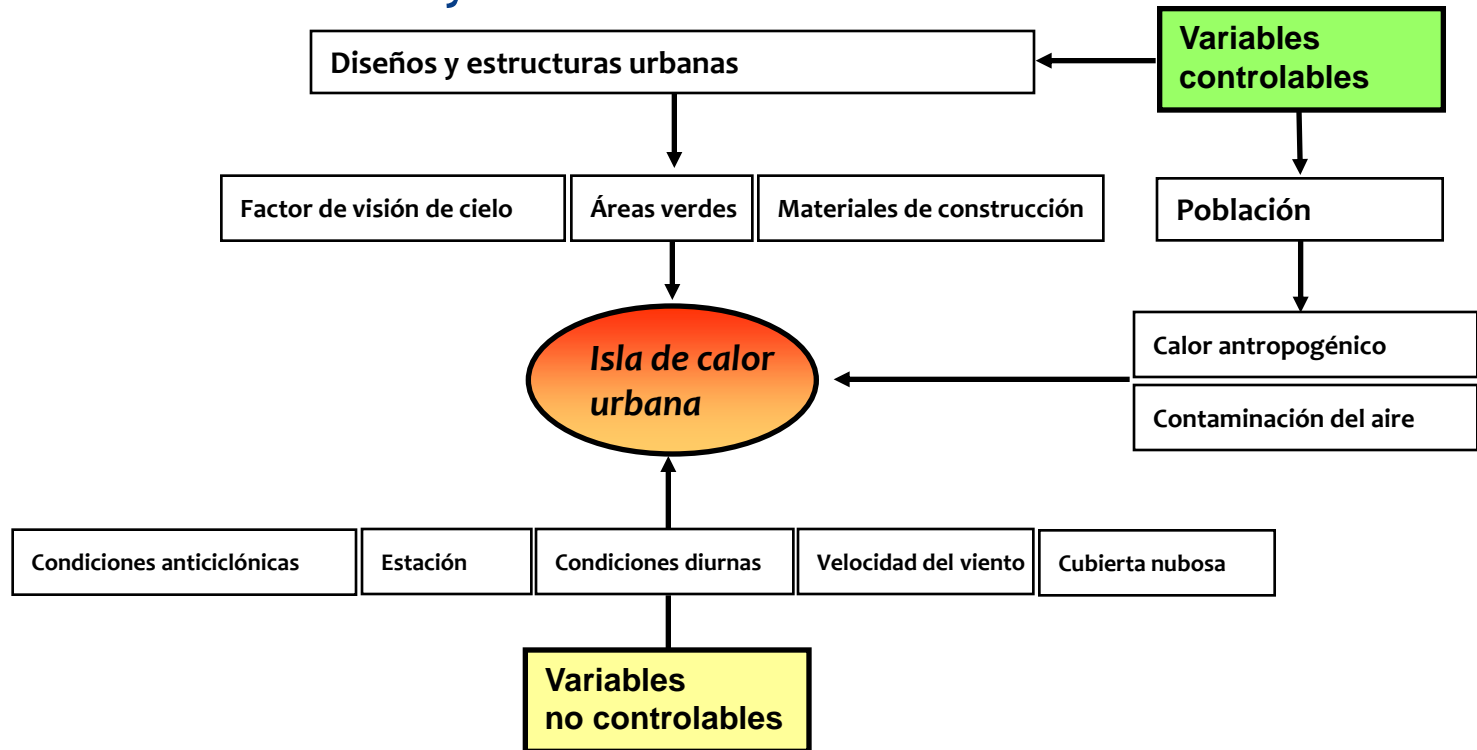 Diseños y estructuras urbanas
Variables
controlables
Factor de visión de cielo
Áreas verdes
Materiales de construcción
Población
Isla de calor
urbana
Calor antropogénico
Contaminación del aire
Condiciones anticiclónicas
Estación
Condiciones diurnas
Velocidad del viento
Cubierta nubosa
Variables
no controlables